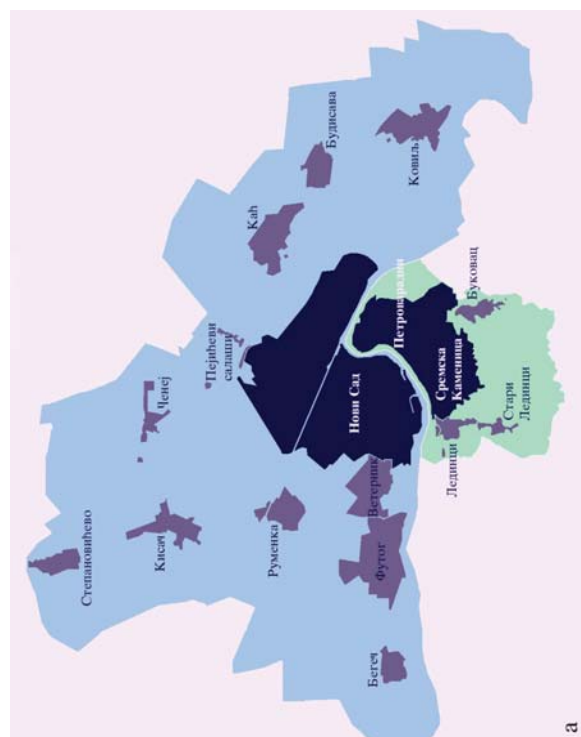 Степановићево
Кисач
Ченеј
Пејићеви
салаши
Каћ
Будисава
Ковиљ
Руменка
Нови Сад
Петроварадин
Ветерник
Футог
Бегеч
Сремска
Каменица
Буковац
Лединци
Стари
Лединци
а